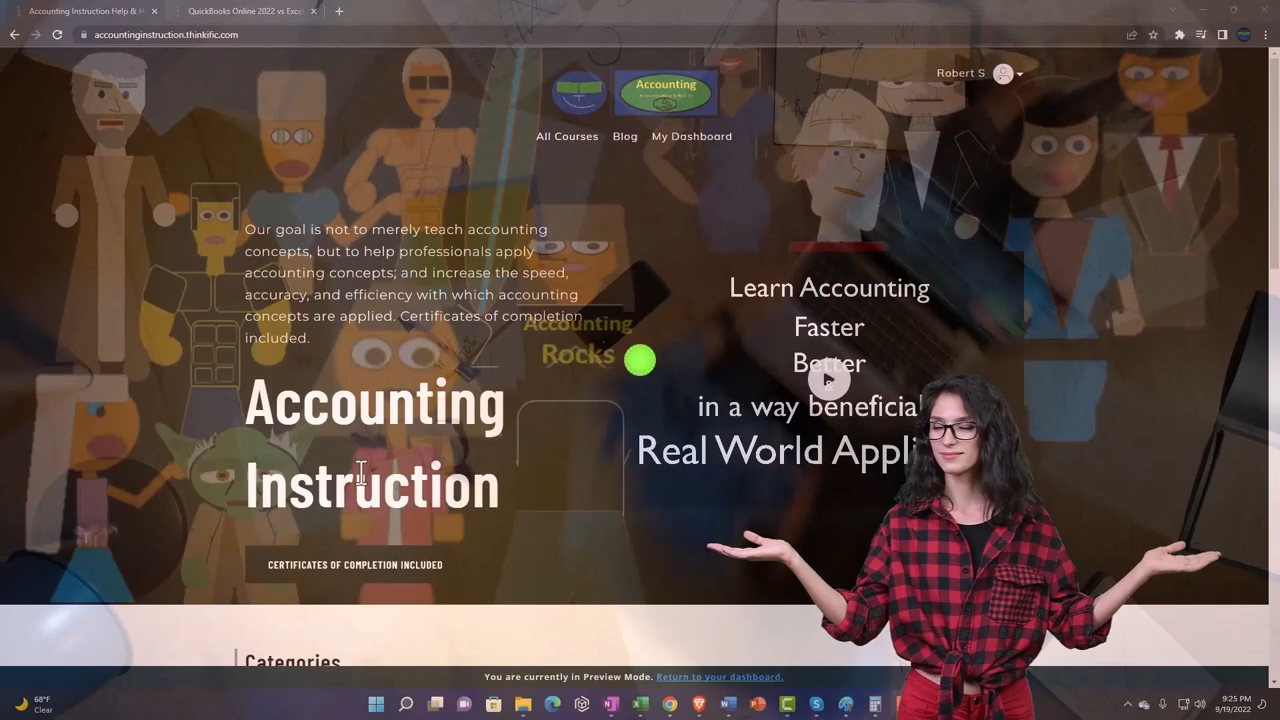 Accounting Instruction Help & H
QuickBooks Online 2022 vs Exce
accountinginstruction.thinkific.com
Accounting
Robert S
All Courses
Blog
My Dashboard
Our goal is not to merely teach accounting
concepts, but to help professionals apply
accounting concepts; and increase the speed,
accuracy, and efficiency with which accounting
concepts are applied. Certificates of completion
included.
Accounting
Instruction
CERTIFICATES OF COMPLETION INCLUDED
Accounting
Rocks
Learn Accounting
Faster
Better
&
in a way beneficial
Real World Appli
Categories
You are currently in Preview Mode. Return to your dashboard.
68°F
Clear
9:25 PM
9/19/2022